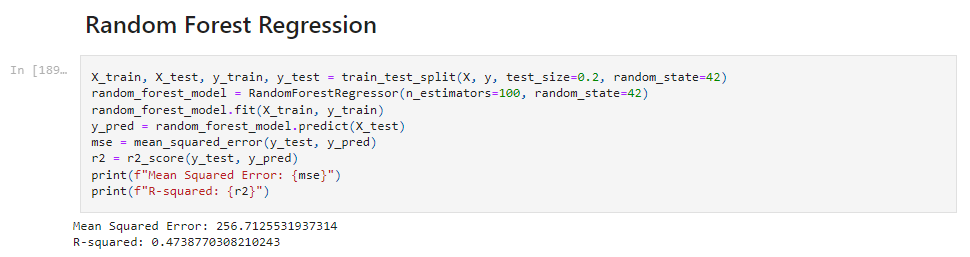 Random Forest Regression
In [189…
X_train, X_test, y_train, y_test = train_test_split(X, y, test_size=0.2, random_state=42)
random_forest_model = RandomForestRegressor(n_estimators=100, random_state=42)
random_forest_model.fit(X_train, y_train)
y_pred = random_forest_model.predict(X_test)
mse = mean_squared_error(y_test, y_pred)
r2 = r2_score(y_test, y_pred)
print(f"Mean Squared Error: {mse}")
print(f"R-squared: {r2}")
Mean Squared Error: 256.7125531937314
R-squared: 0.4738770308210243